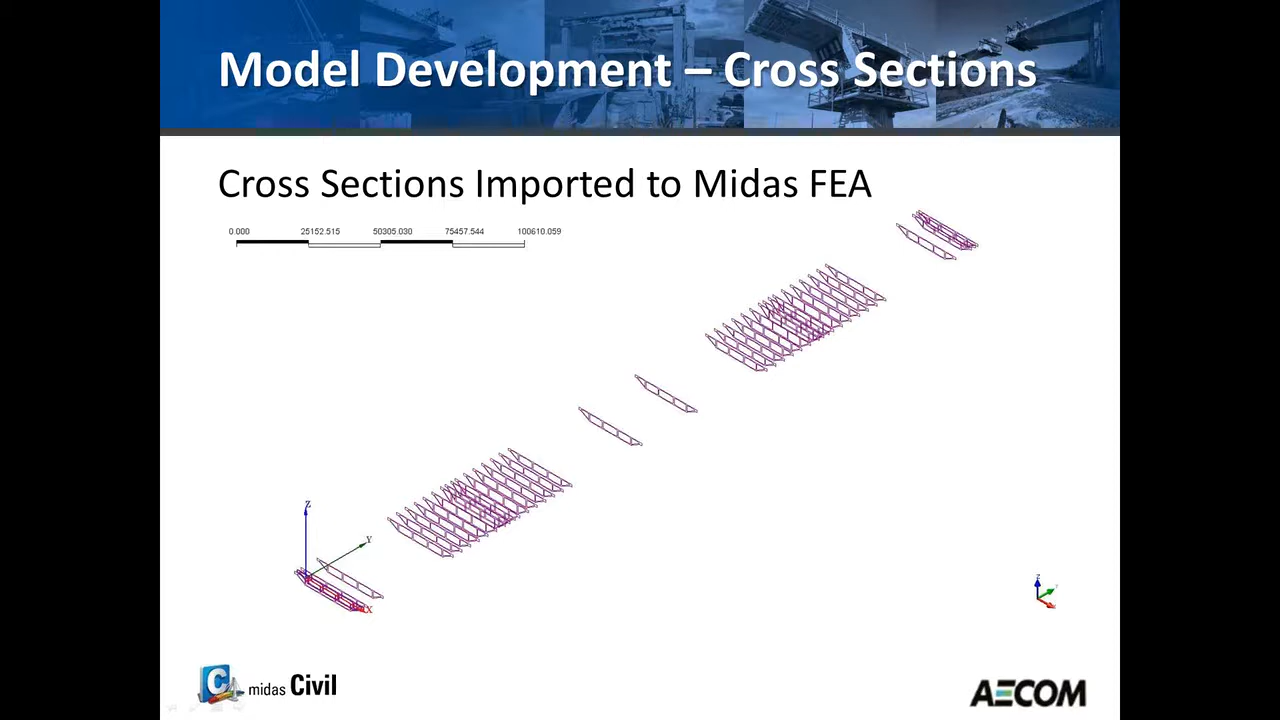 Model Development – Cross Sections
Cross Sections Imported to Midas FEA
0.000 25152.515 50305.030 75457.544 100610.059
Z
Y
X
Z
C midas Civil
AECOM